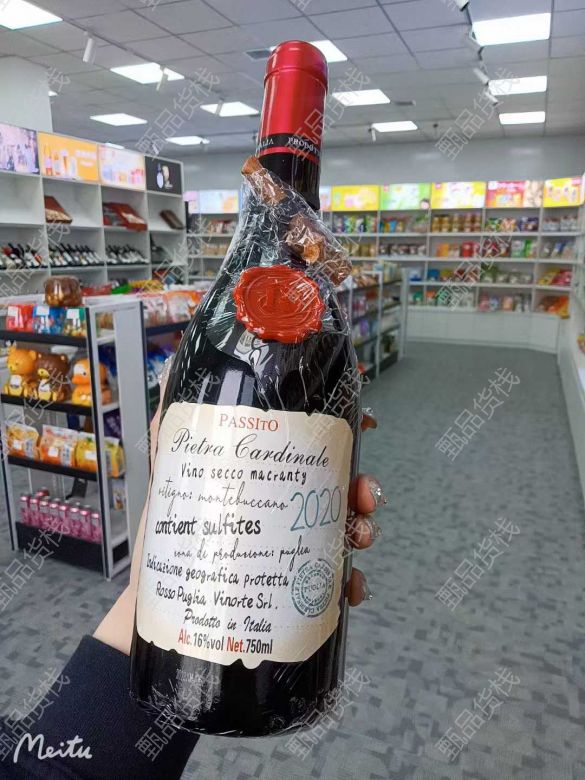 PRODOT
PASSITO
Pietra Cardinale
Vino secco macranty
vitigno: montebuccano
2020
contient sulfites
zona di produzione: puglia
Indicazione geografica protetta
Rosso Puglia Vinorte Srl.
Prodotto in Italia
Alc.16%vol Net.750ml
Meitu
甄品货栈